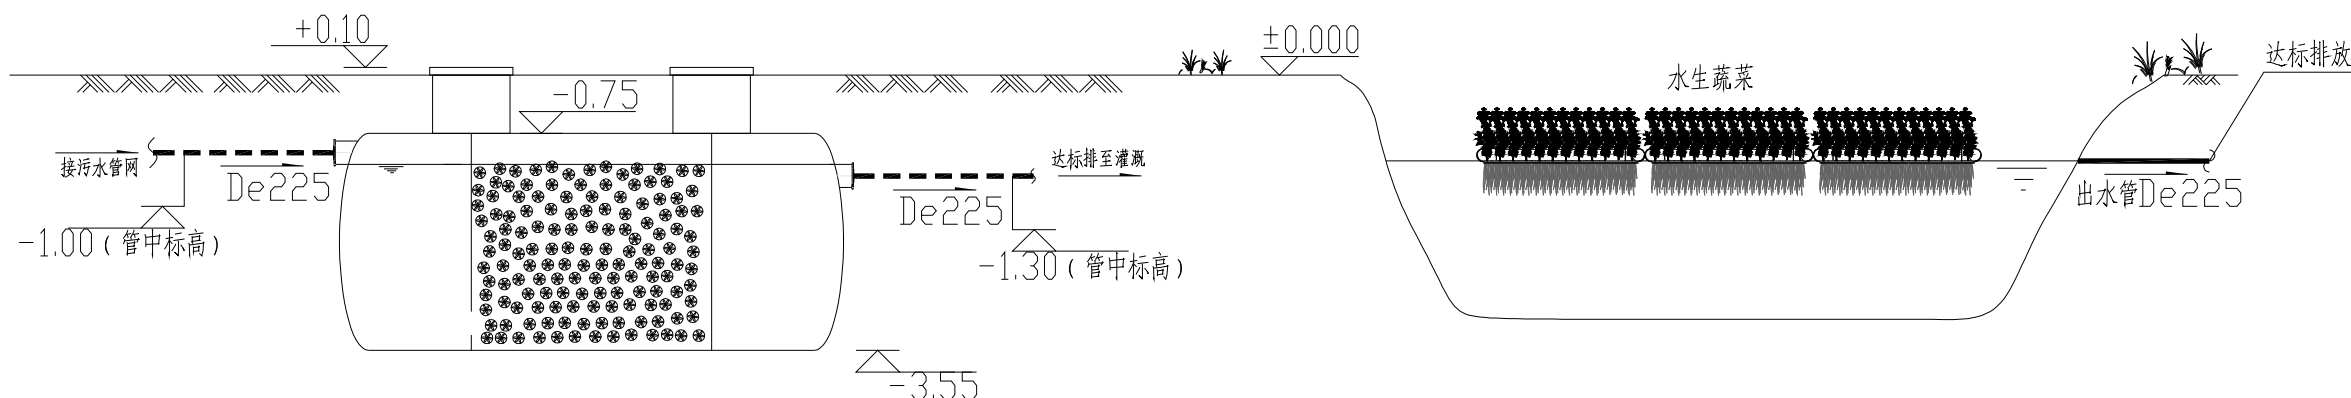 +0.10
-0.75
接污水管网
De225
-1.00(管中标高)
De225
达标排至灌溉
-1.30(管中标高)
-3.55
±0.000
水生蔬菜
达标排放
出水管De225